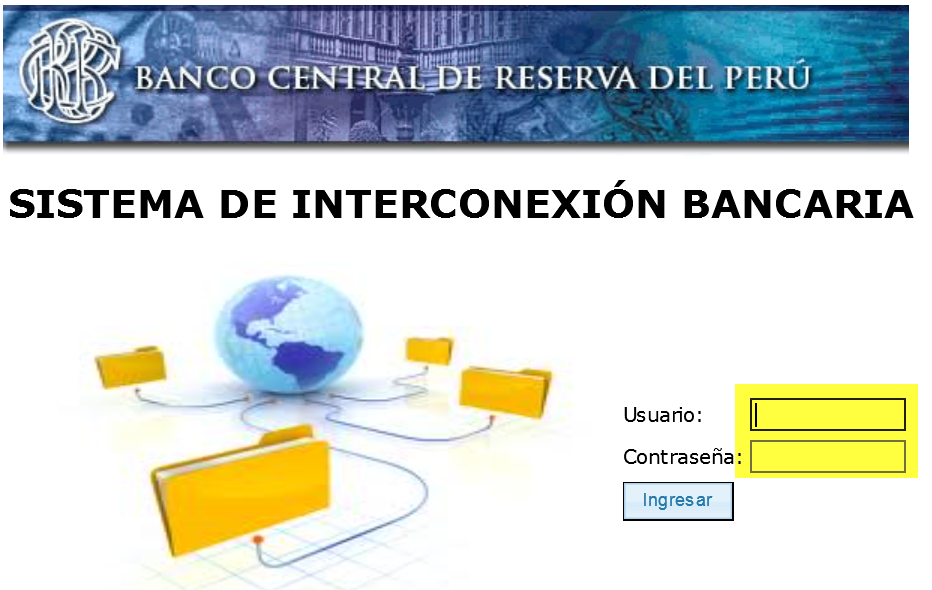 BANCO CENTRAL DE RESERVA DEL PERÚ
SISTEMA DE INTERCONEXIÓN BANCARIA
Usuario:
Contraseña:
Ingresar